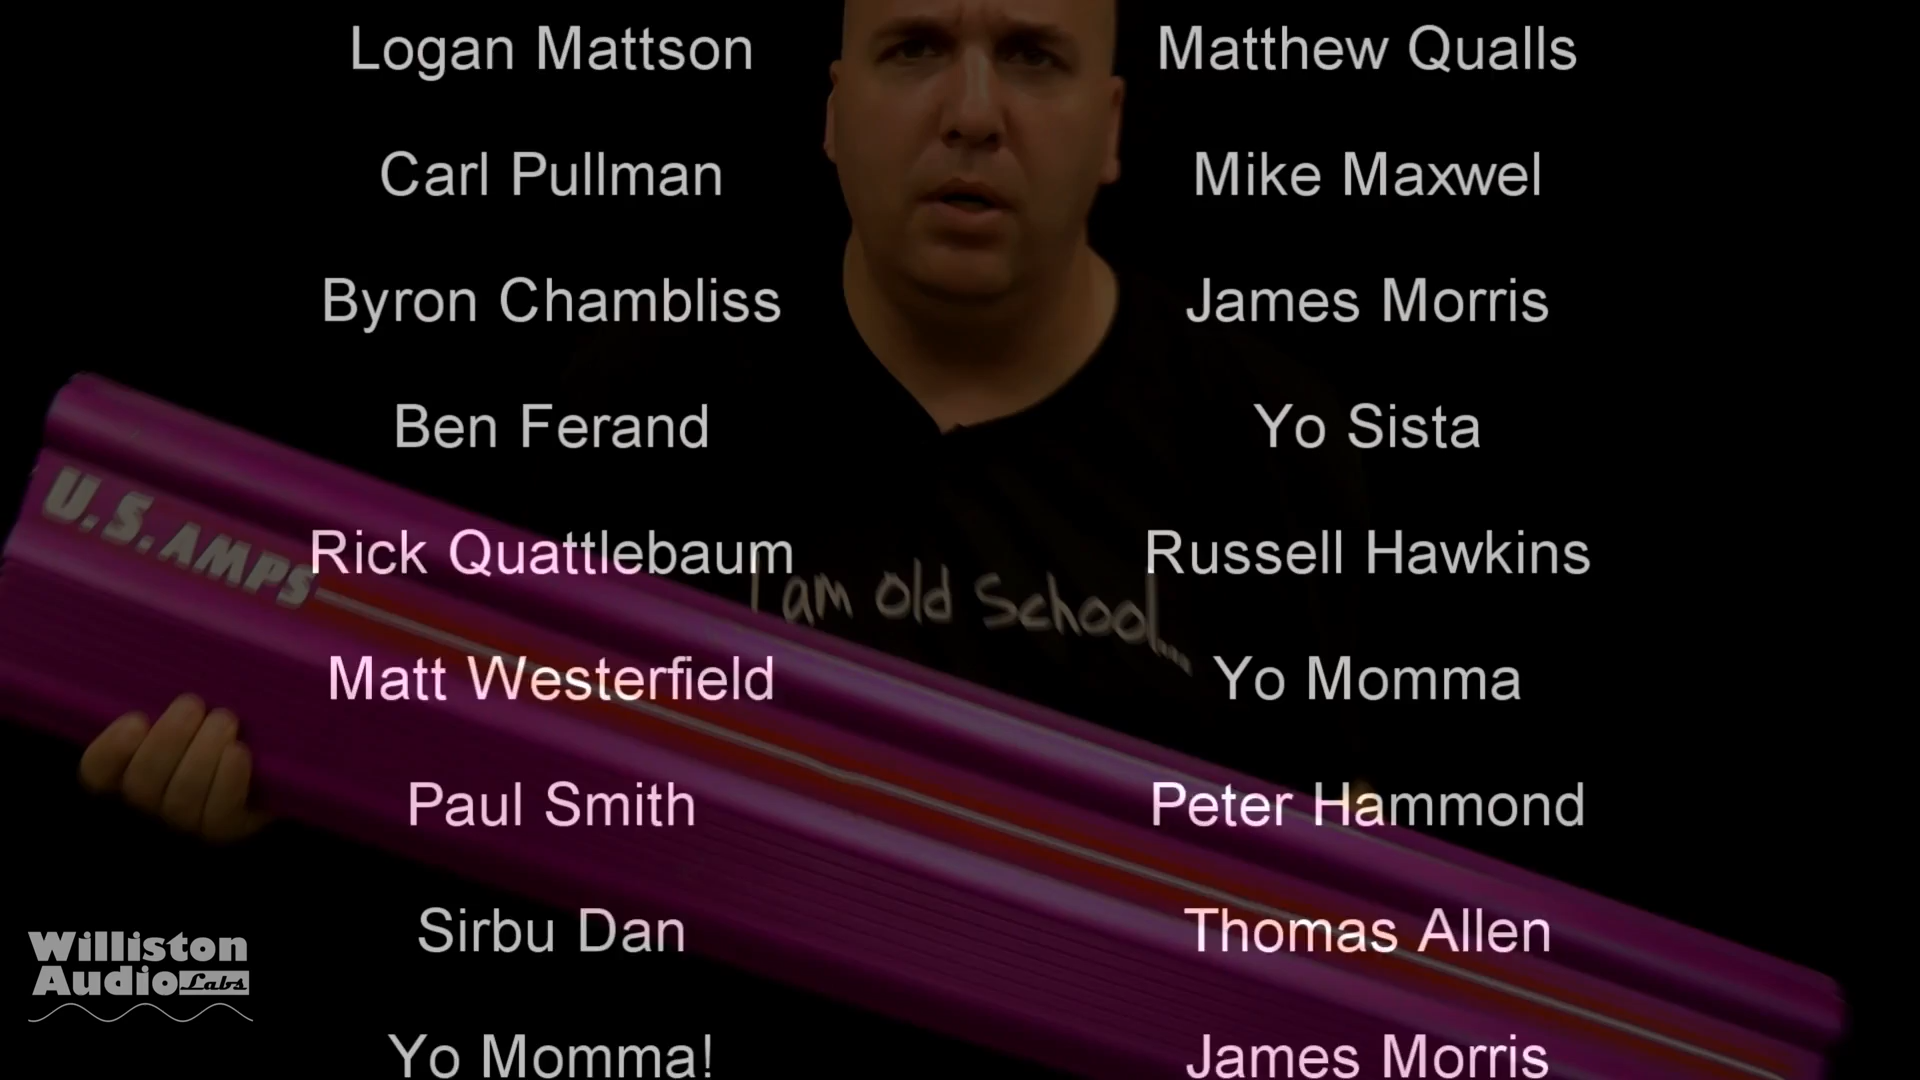 Logan Mattson
Matthew Qualls
Carl Pullman
Mike Maxwel
Byron Chambliss
James Morris
Ben Ferand
Yo Sista
Rick Quattlebaum
Russell Hawkins
Matt Westerfield
Yo Momma
Paul Smith
Peter Hammond
Sirbu Dan
Thomas Allen
Yo Momma!
James Morris
U.S. AMPS
I am Old School...
Williston
Audio Labs